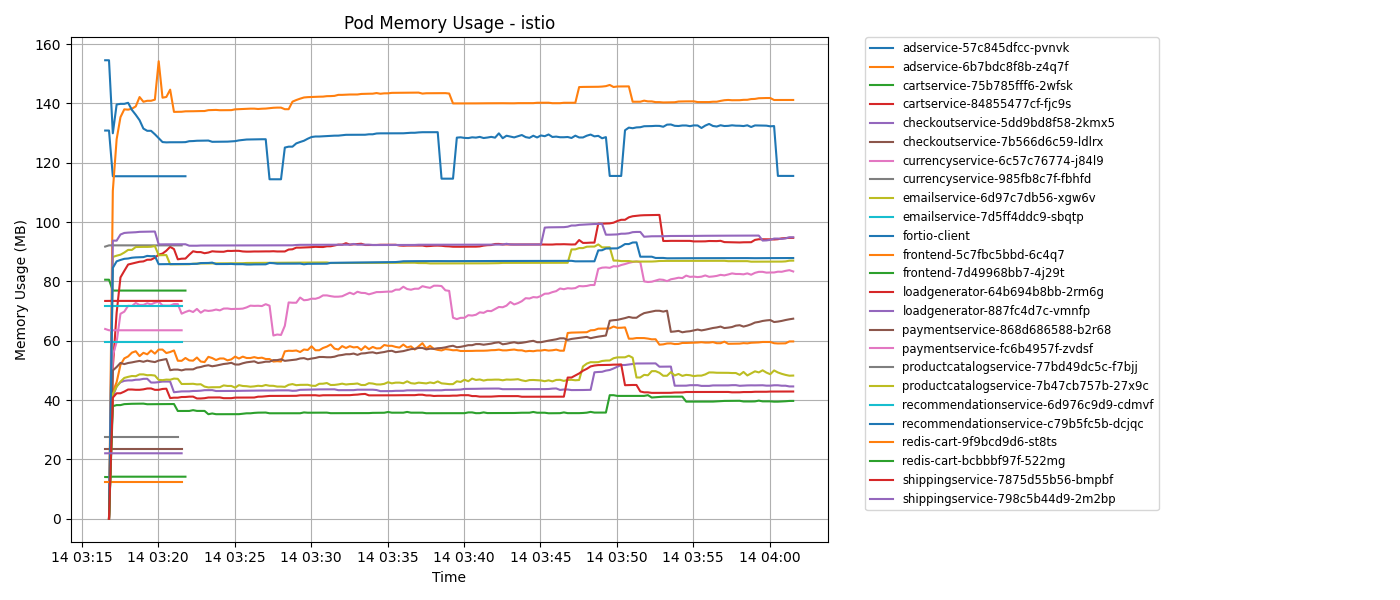 Pod Memory Usage - istio
160
140
120
100
80
60
40
20
0
Memory Usage (MB)
14 03:15 14 03:20 14 03:25 14 03:30 14 03:35 14 03:40 14 03:45 14 03:50 14 03:55 14 04:00
Time
adservice-57c845dfcc-pvnvk
adservice-6b7bdc8f8b-z4q7f
cartservice-75b785fff6-2wfsk
cartservice-84855477cf-fjc9s
checkoutservice-5dd9bd8f58-2kmx5
checkoutservice-7b566d6c59-ldlrx
currencyservice-6c57c76774-j84l9
currencyservice-985fb8c7f-fbhfd
emailservice-6d97c7db56-xgw6v
emailservice-7d5ff4ddc9-sbqtp
fortio-client
frontend-5c7fbc5bbd-6c4q7
frontend-7d49968bb7-4j29t
loadgenerator-64b694b8bb-2rm6g
loadgenerator-887fc4d7c-vmnfp
paymentservice-868d686588-b2r68
paymentservice-fc6b4957f-zvdsf
productcatalogservice-77bd49dc5c-f7bjj
productcatalogservice-7b47cb757b-27x9c
recommendationservice-6d976c9d9-cdmvf
recommendationservice-c79b5fc5b-dcjqc
redis-cart-9f9bcd9d6-st8ts
redis-cart-bcbbbf97f-522mg
shippingservice-7875d55b56-bmpbf
shippingservice-798c5b44d9-2m2bp